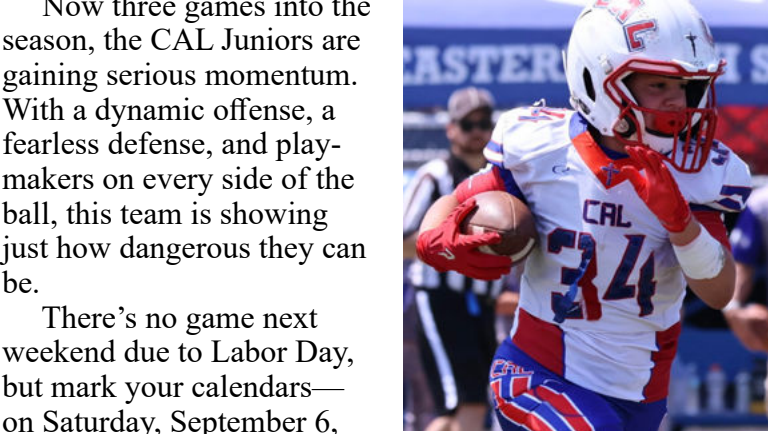 Now three games into the
season, the CAL Juniors are
gaining serious momentum.
With a dynamic offense, a
fearless defense, and play-
makers on every side of the
ball, this team is showing
just how dangerous they can
be.
There’s no game next
weekend due to Labor Day,
but mark your calendars—
on Saturday, September 6,
EASTERN
H S
CAL
34
CAL